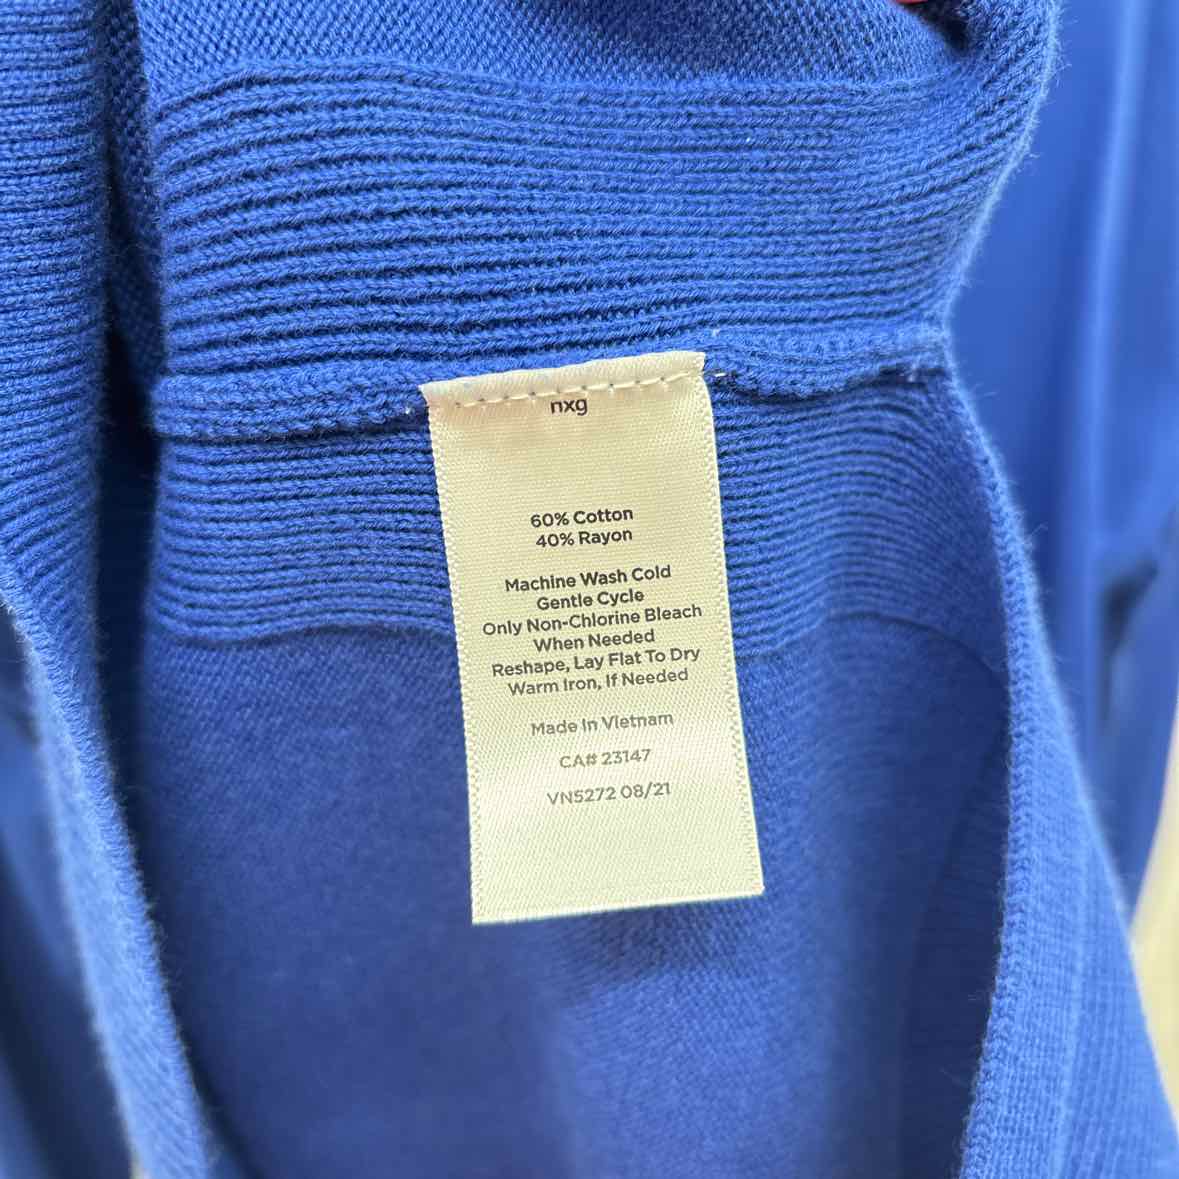 nxg
60% Cotton
40% Rayon
Machine Wash Cold
Gentle Cycle
Only Non-Chlorine Bleach
When Needed
Reshape, Lay Flat To Dry
Warm Iron, If Needed
Made In Vietnam
CA# 23147
VN5272 08/21